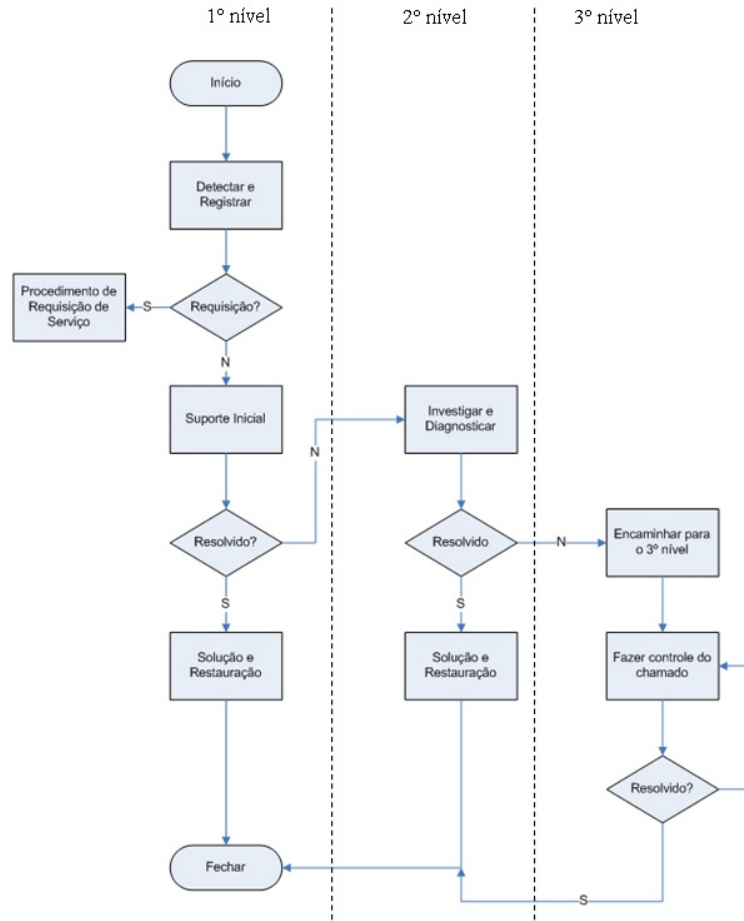 1º nível
2º nível
3º nível
Início
Detectar e
Registrar
Procedimento de
Requisição de
Serviço
S
Requisição?
N
Suporte Inicial
Investigar e
Diagnosticar
N
Resolvido?
Resolvido
N
Encaminhar para
o 3º nível
S
S
Solução e
Restauração
Solução e
Restauração
Fazer controle do
chamado
Resolvido?
Fechar
S